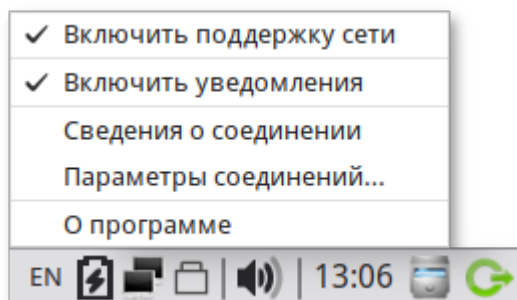 Включить поддержку сети
Включить уведомления
Сведения о соединении
Параметры соединений...
О программе
EN 13:06